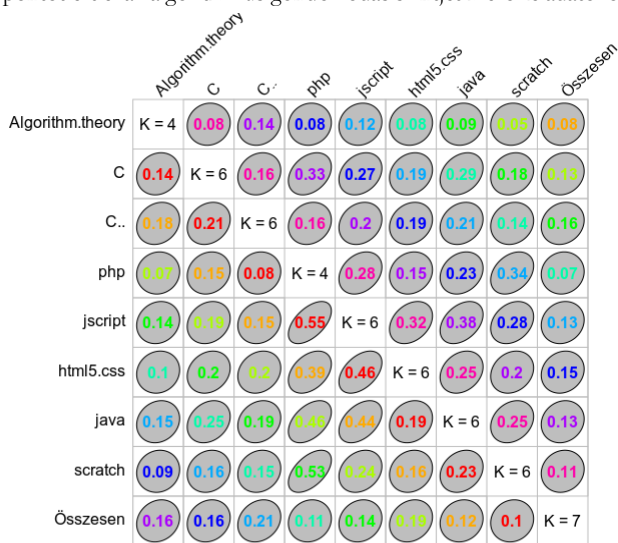 Algorithm.theory C C.. php jscript html5.css java scratch Összesen
Algorithm.theory K = 4 0.08 0.14 0.08 0.12 0.08 0.09 0.05 0.08
C 0.14 K = 6 0.16 0.33 0.27 0.19 0.29 0.18 0.13
C.. 0.18 0.21 K = 6 0.16 0.2 0.19 0.21 0.14 0.16
php 0.07 0.15 0.08 K = 4 0.28 0.15 0.23 0.34 0.07
jscript 0.14 0.19 0.15 0.55 K = 6 0.32 0.38 0.28 0.13
html5.css 0.1 0.2 0.2 0.39 0.46 K = 6 0.25 0.2 0.15
java 0.15 0.25 0.19 0.44 0.19 K = 6 0.25 0.13
scratch 0.09 0.16 0.15 0.53 0.24 0.16 0.23 K = 6 0.11
Összesen 0.16 0.16 0.21 0.11 0.14 0.19 0.12 0.1 K = 7